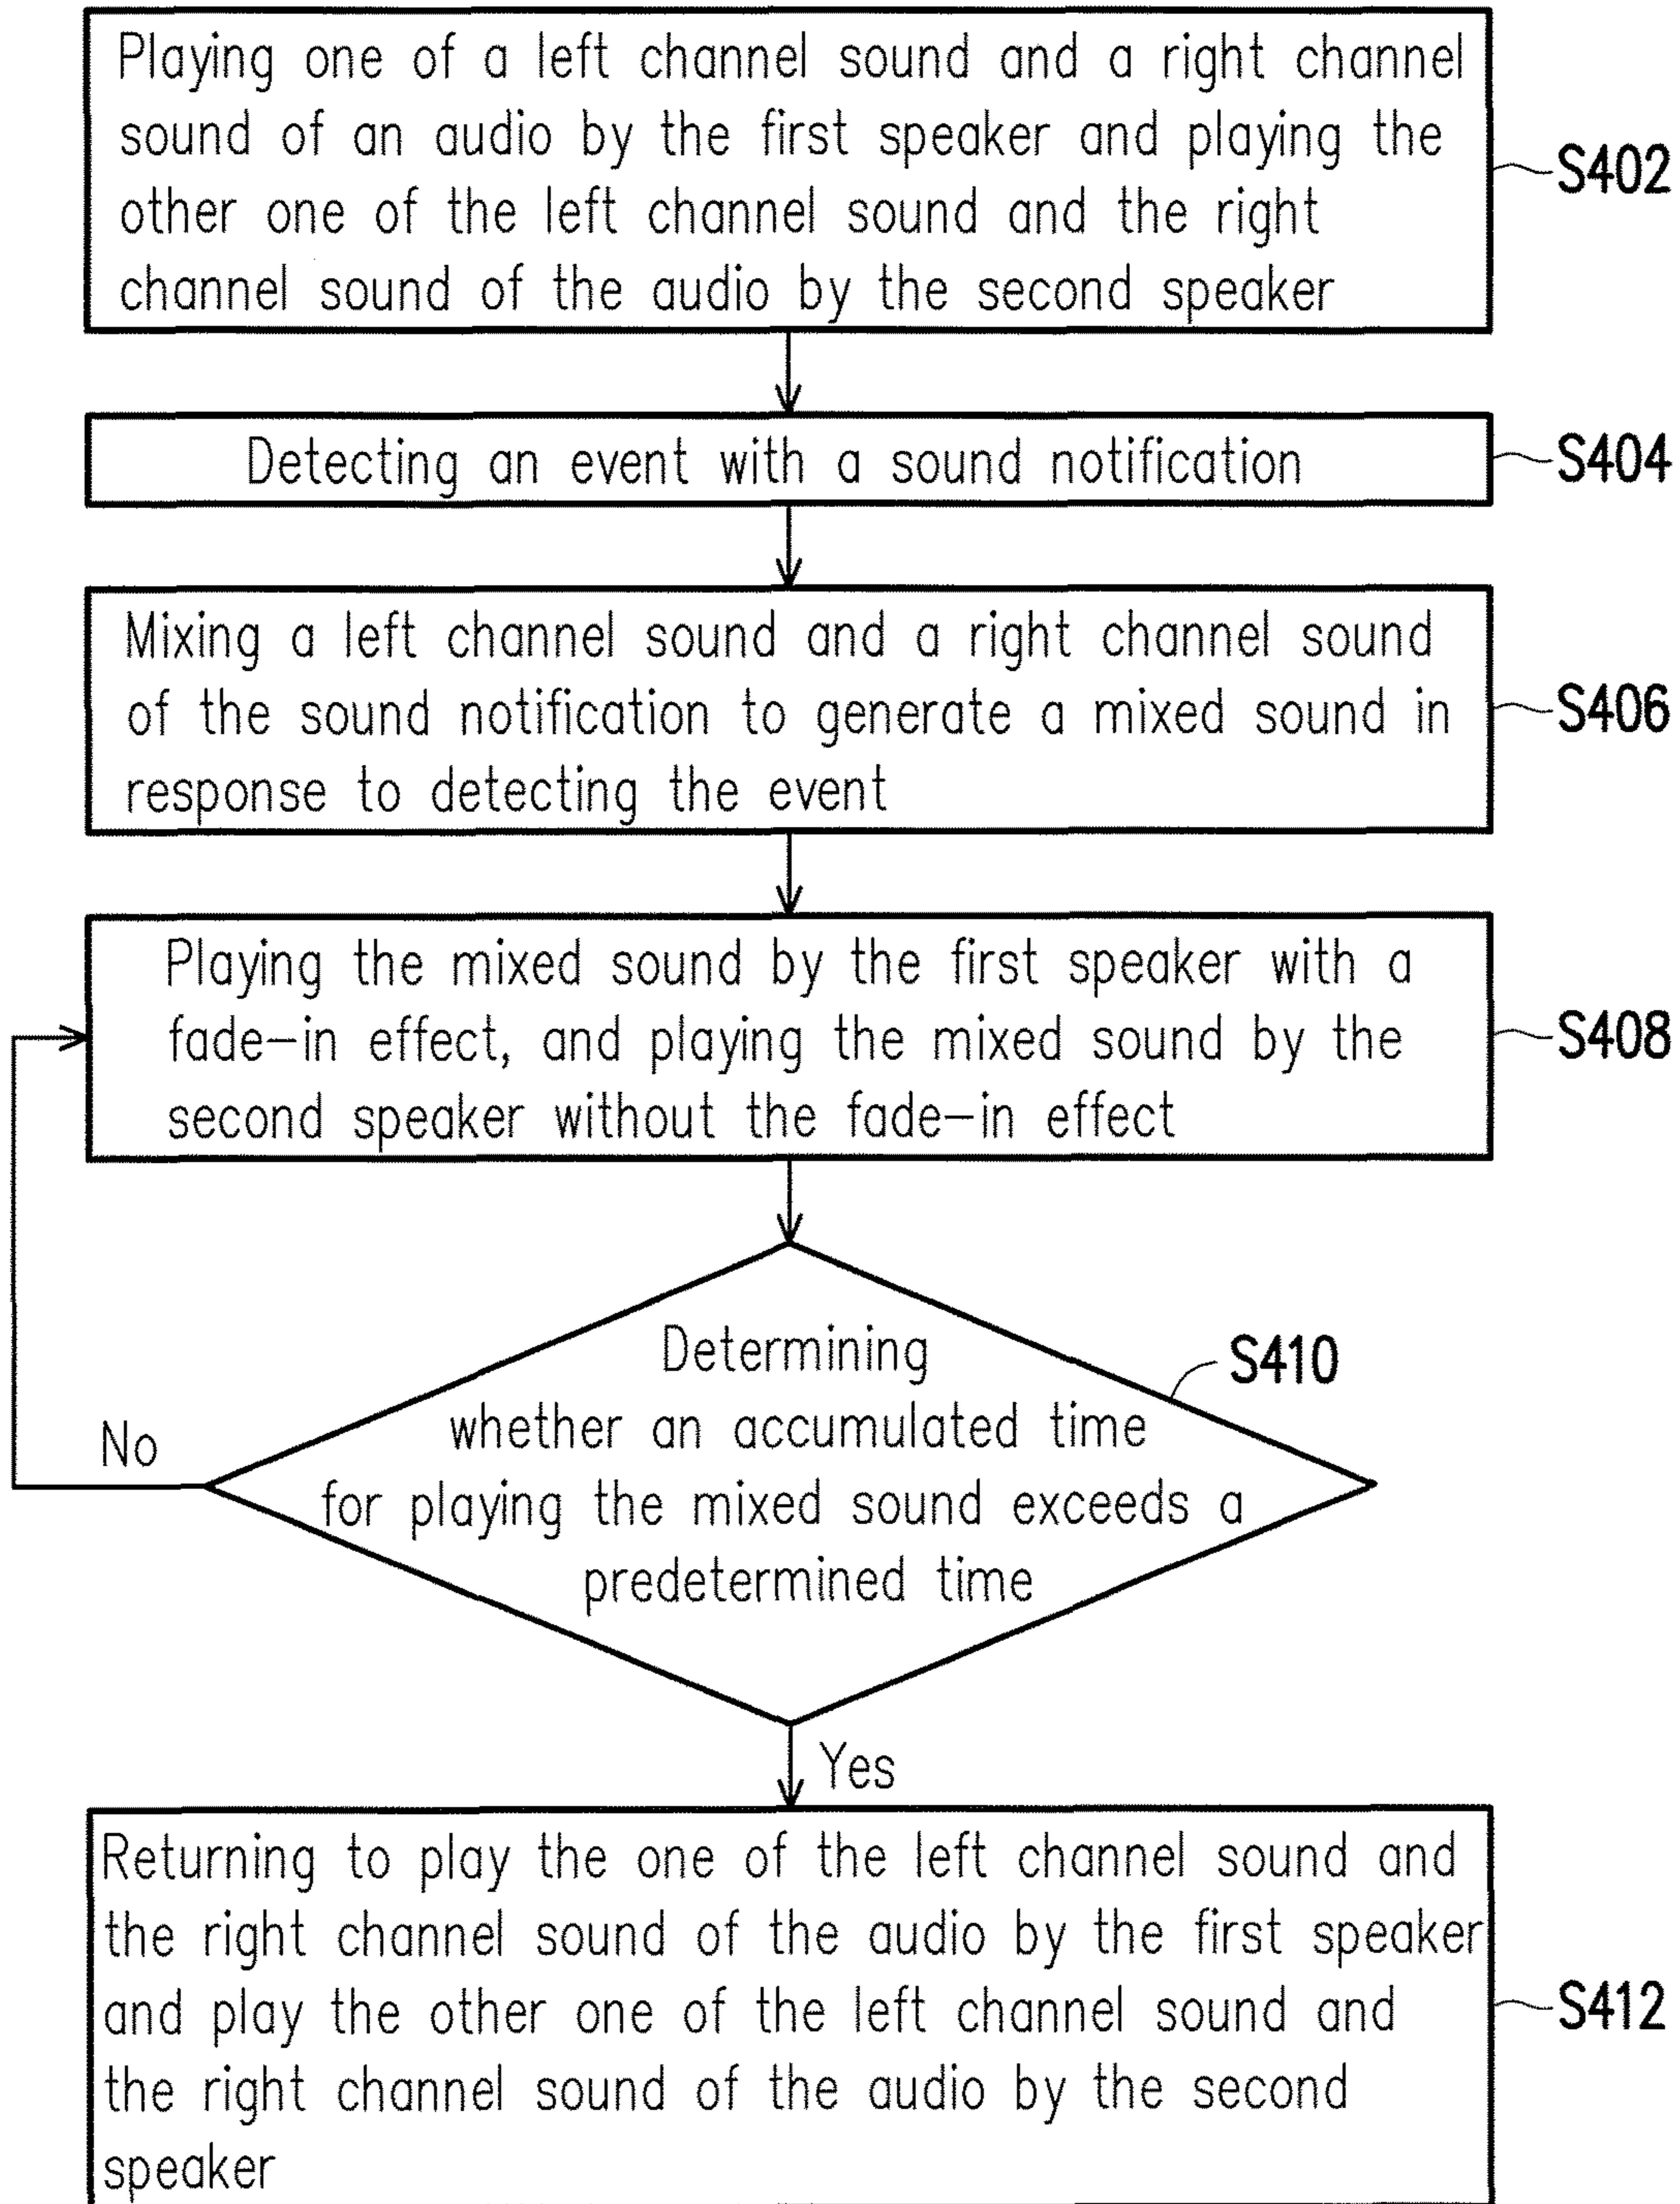 Playing one of a left channel sound and a right channel
sound of an audio by the first speaker and playing the
other one of the left channel sound and the right
channel sound of the audio by the second speaker
S402
Detecting an event with a sound notification
S404
Mixing a left channel sound and a right channel sound
of the sound notification to generate a mixed sound in
response to detecting the event
S406
Playing the mixed sound by the first speaker with a
fade-in effect, and playing the mixed sound by the
second speaker without the fade-in effect
S408
Determining
whether an accumulated time
for playing the mixed sound exceeds a
predetermined time
S410
No
Yes
Returning to play the one of the left channel sound and
the right channel sound of the audio by the first speaker
and play the other one of the left channel sound and
the right channel sound of the audio by the second
speaker
S412